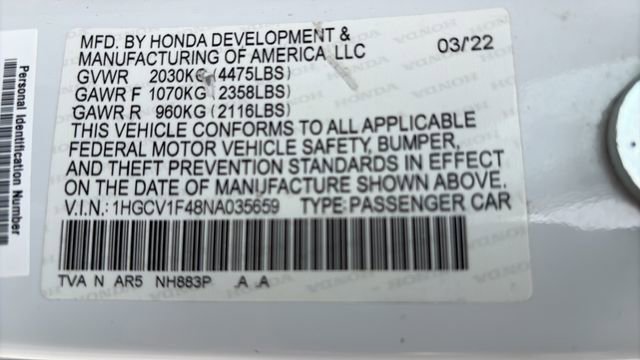 MFD. BY HONDA DEVELOPMENT &
MANUFACTURING OF AMERICA, LLC 03/'22
GVWR 2030KG (4475LBS)
GAWR F 1070KG (2358LBS)
GAWR R 960KG (2116LBS)
THIS VEHICLE CONFORMS TO ALL APPLICABLE
FEDERAL MOTOR VEHICLE SAFETY, BUMPER,
AND THEFT PREVENTION STANDARDS IN EFFECT
ON THE DATE OF MANUFACTURE SHOWN ABOVE.
V.I.N.: 1HGCV1F48NA035659 TYPE: PASSENGER CAR
TVA N AR5 NH883P A A
Personal Identification Number